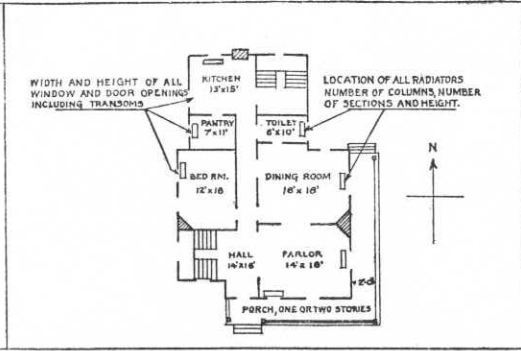 KITCHEN
13'x15'
WIDTH AND HEIGHT OF ALL
WINDOW AND DOOR OPENINGS
INCLUDING TRANSOMS
LOCATION OF ALL RADIATORS
NUMBER OF COLUMNS, NUMBER
OF SECTIONS AND HEIGHT.
PANTRY
7'x11'
TOILET
6'x10'
N
BED RM.
12'x18
DINING ROOM
16'x18'
HALL
14'x16'
PARLOR
14'x18'
PORCH, ONE OR TWO STORIES